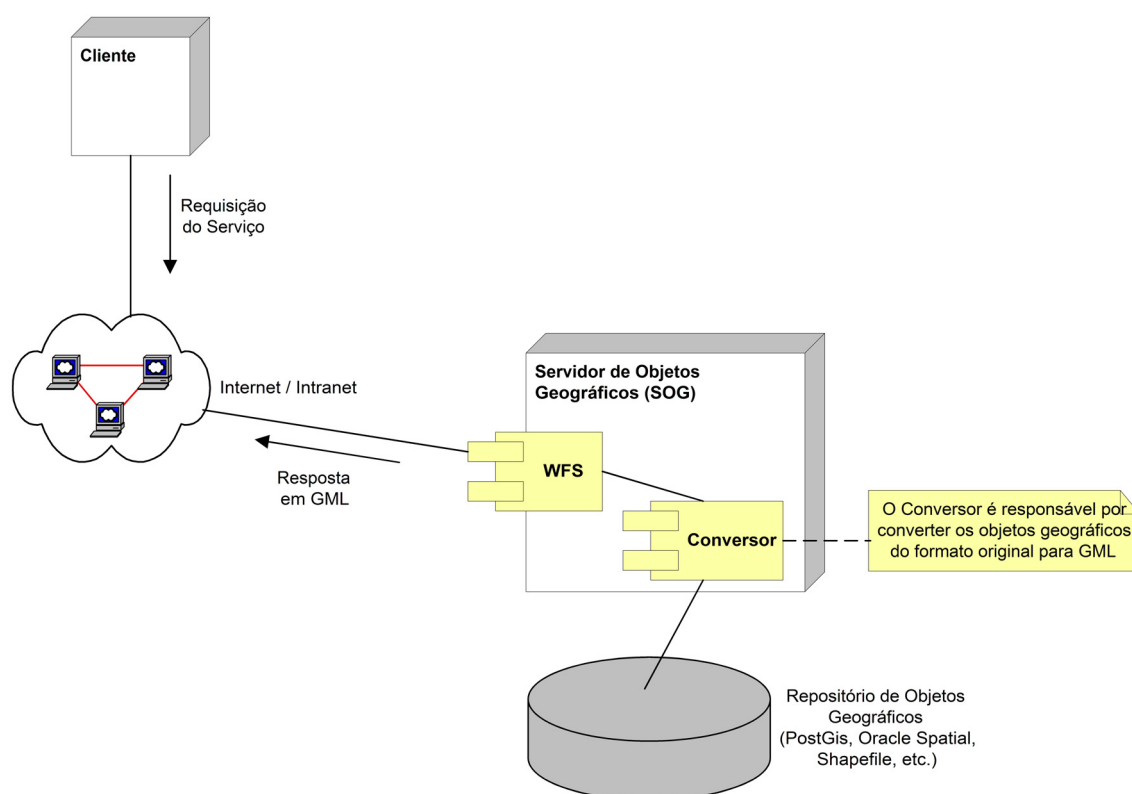 Cliente
Requisição
do Serviço
Internet / Intranet
Servidor de Objetos
Geográficos (SOG)
Resposta
em GML
WFS
Conversor
O Conversor é responsável por
converter os objetos geográficos
do formato original para GML
Repositório de Objetos
Geográficos
(PostGis, Oracle Spatial,
Shapefile, etc.)